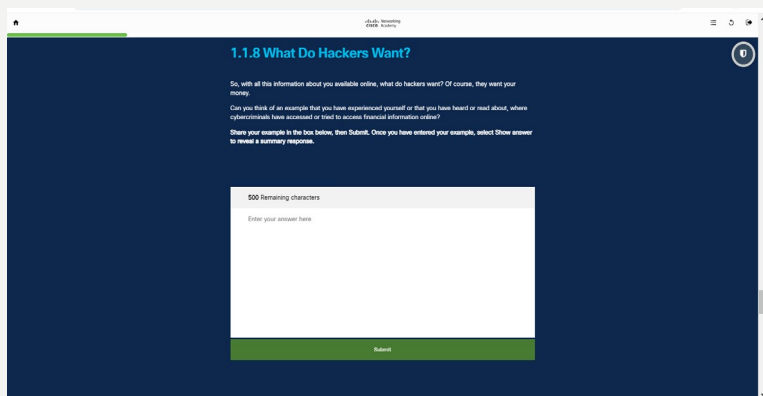 Networking
CISCO Academy
1.1.8 What Do Hackers Want?
So, with all this information about you available online, what do hackers want? Of course, they want your
money.
Can you think of an example that you have experienced yourself or that you have heard or read about, where
cybercriminals have accessed or tried to access financial information online?
Share your example in the box below, then Submit. Once you have entered your example, select Show answer
to reveal a summary response.
500 Remaining characters
Enter your answer here
Submit